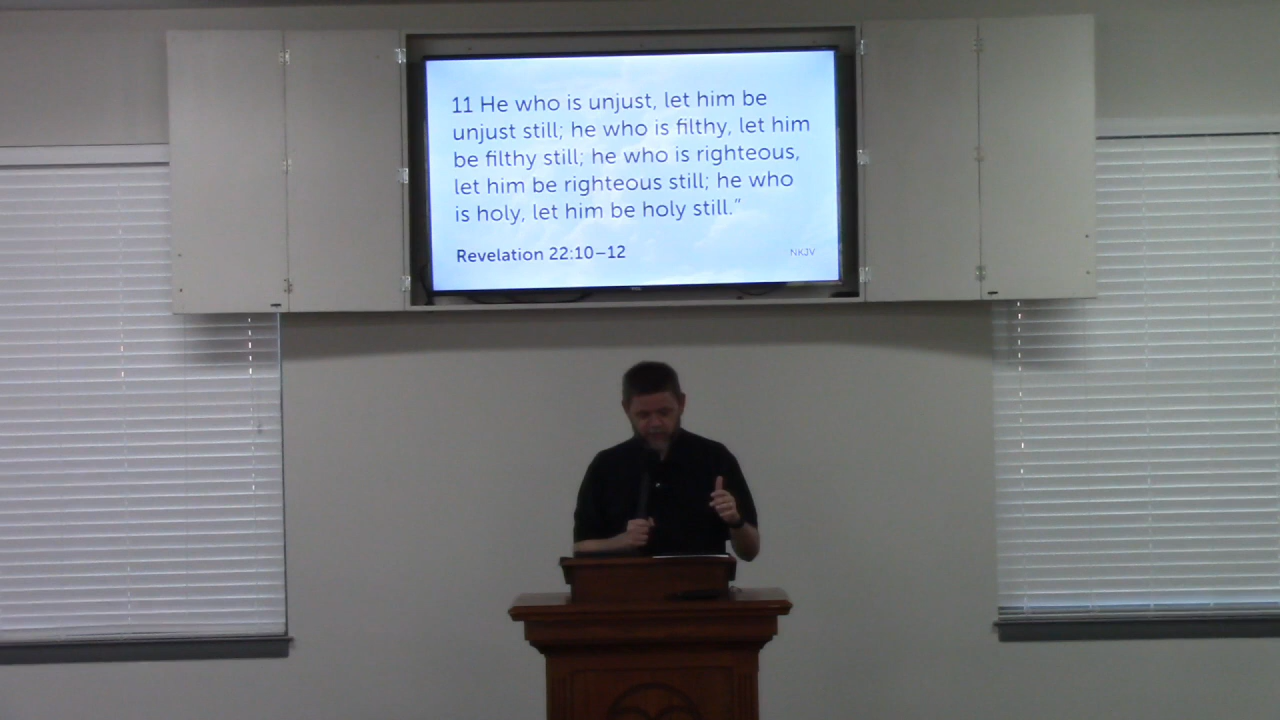 11 He who is unjust, let him be
unjust still; he who is filthy, let him
be filthy still; he who is righteous,
let him be righteous still; he who
is holy, let him be holy still.”
Revelation 22:10–12
NKJV